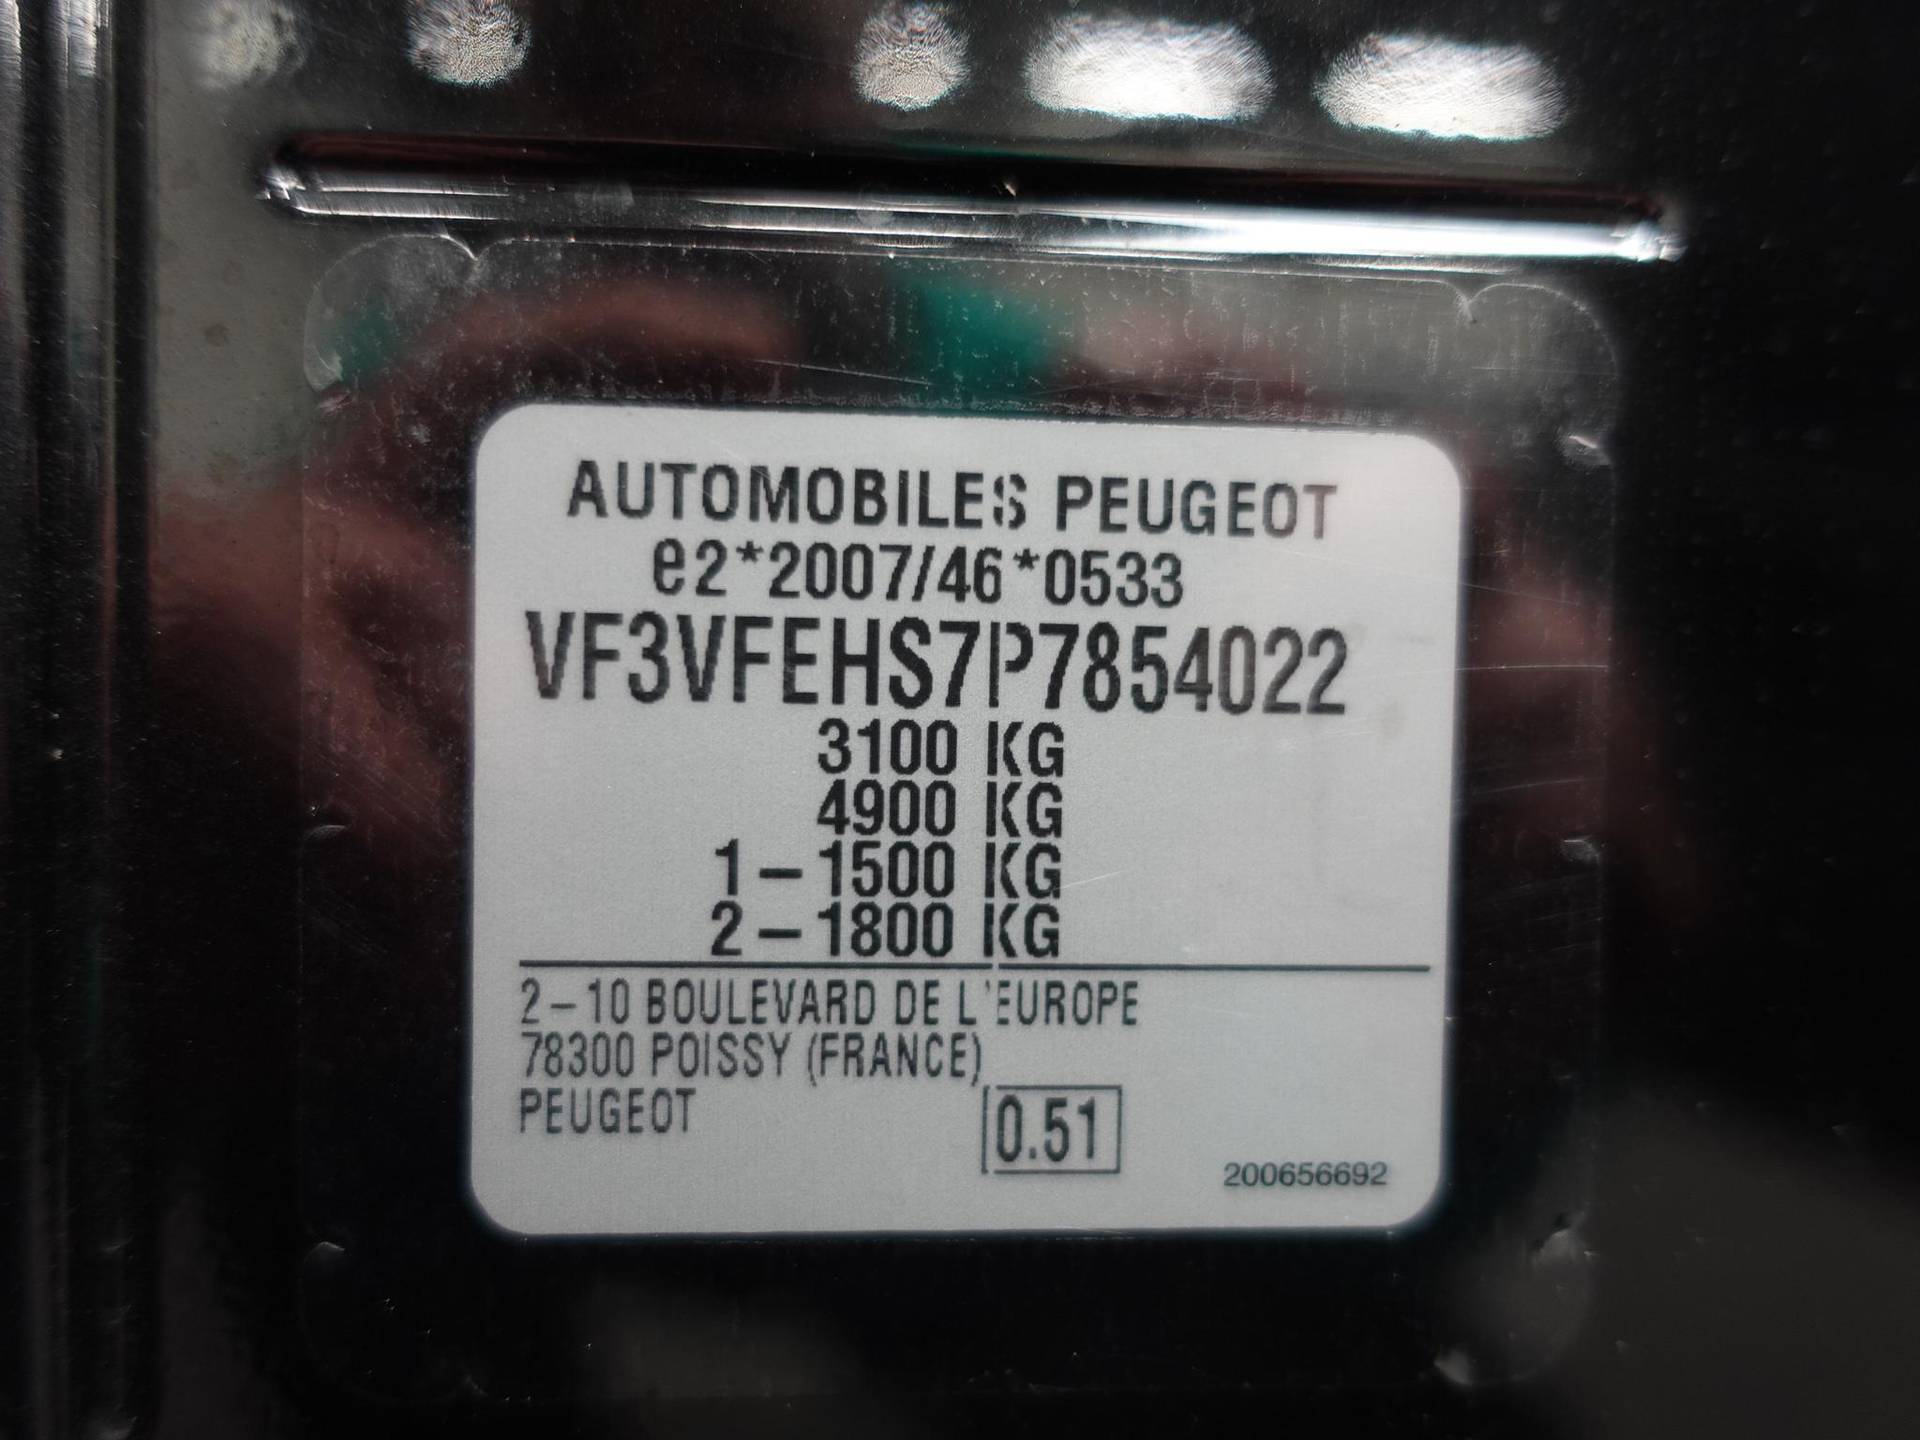 AUTOMOBILES PEUGEOT
e2*2007/46*0533
VF3VFEHS7P7854022
3100 KG
4900 KG
1-1500 KG
2-1800 KG
2-10 BOULEVARD DE L'EUROPE
78300 POISSY (FRANCE)
PEUGEOT
0.51
200656692